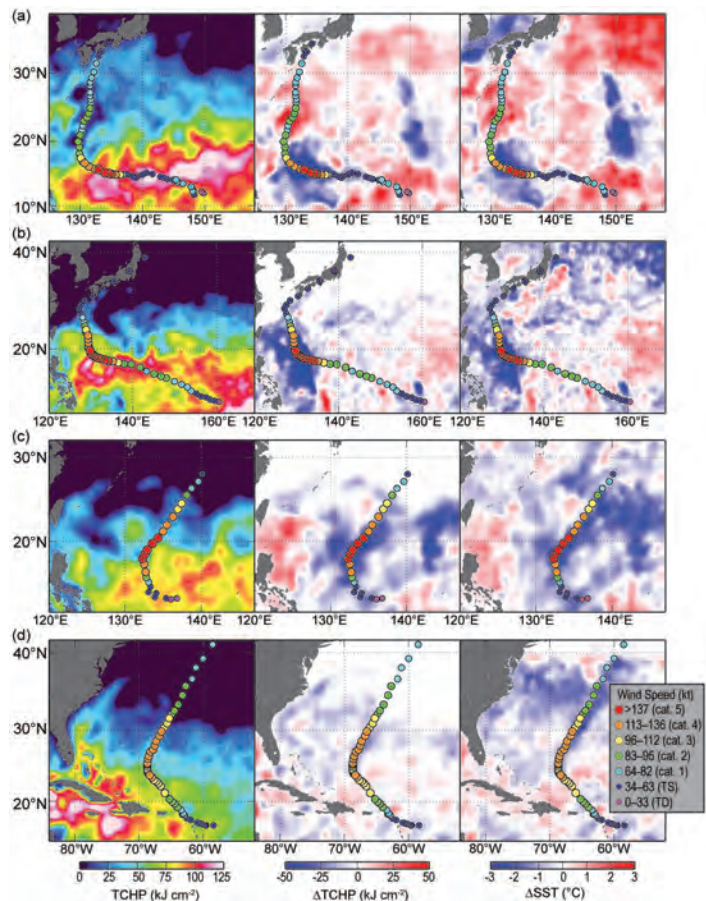 (a)
30°N
20°N
10°N
130°E 140°E 150°E 130°E 140°E 150°E 130°E 140°E 150°E
(b)
40°N
20°N
120°E 140°E 160°E 120°E 140°E 160°E 120°E 140°E 160°E
(c)
30°N
20°N
120°E 130°E 140°E 120°E 130°E 140°E 120°E 130°E 140°E
(d)
40°N
30°N
20°N
80°W 70°W 60°W 80°W 70°W 60°W 80°W 70°W 60°W
Wind Speed (kt)
>137 (cat. 5)
113–136 (cat. 4)
96–112 (cat. 3)
83–95 (cat. 2)
64-82 (cat. 1)
34–63 (TS)
0–33 (TD)
0 25 50 75 100 125
TCHP (kJ cm⁻²)
-50 -25 0 25 50
ΔTCHP (kJ cm⁻²)
-3 -2 -1 0 1 2 3
ΔSST (°C)